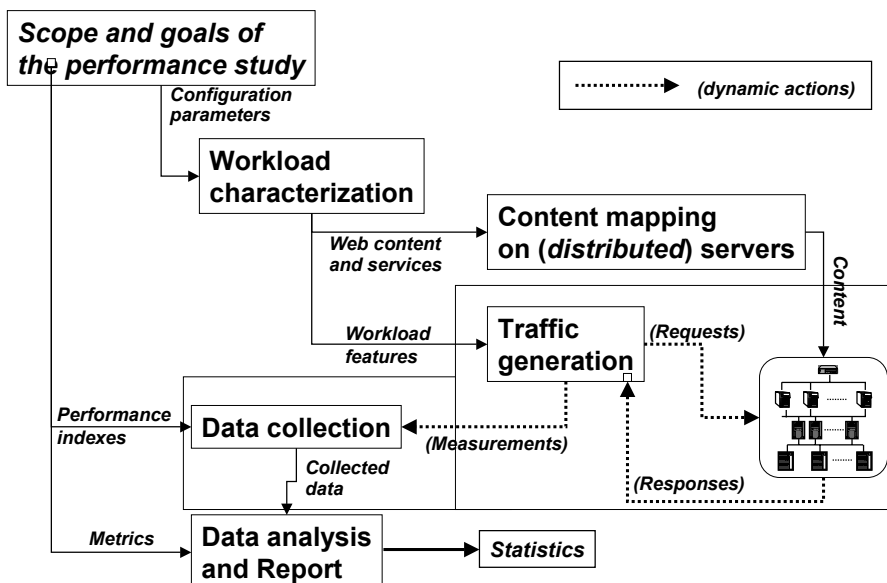 Scope and goals of
the performance study
Configuration
parameters
(dynamic actions)
Workload
characterization
Content mapping
on (distributed) servers
Web content
and services
Content
Traffic
generation
(Requests)
Workload
features
Performance
indexes
Data collection
(Measurements)
(Responses)
Collected
data
Metrics
Data analysis
and Report
Statistics